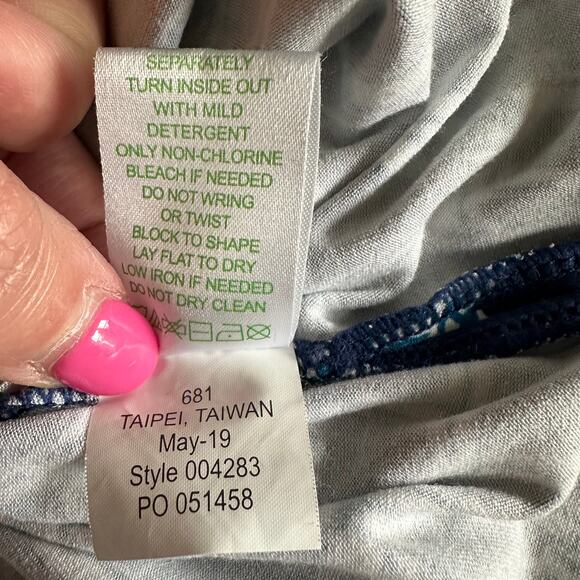 SEPARATELY
TURN INSIDE OUT
WITH MILD
DETERGENT
ONLY NON-CHLORINE
BLEACH IF NEEDED
DO NOT WRING
OR TWIST
BLOCK TO SHAPE
LAY FLAT TO DRY
LOW IRON IF NEEDED
DO NOT DRY CLEAN
681
TAIPEI, TAIWAN
May-19
Style 004283
PO 051458